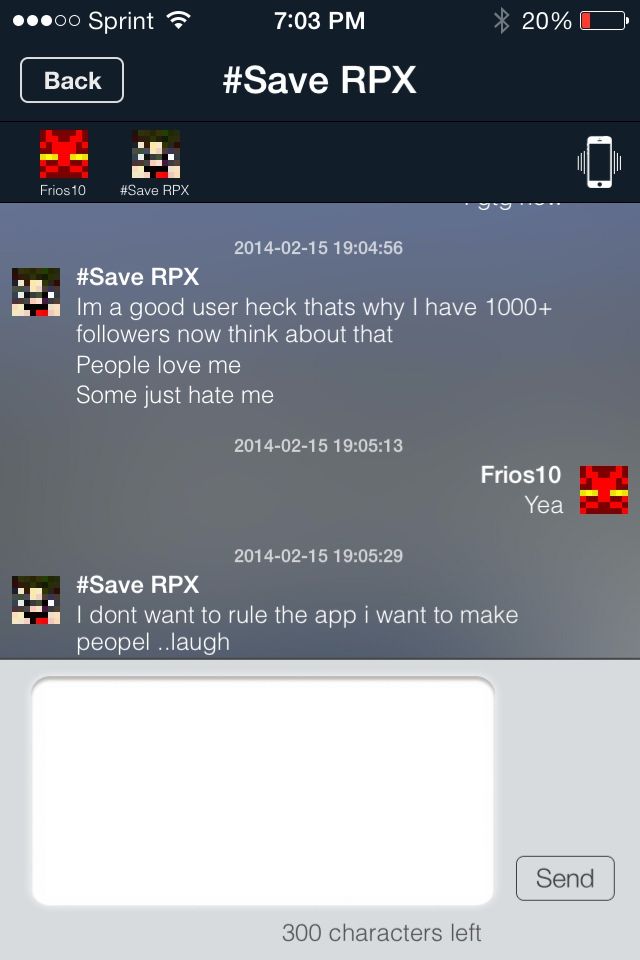 Sprint 7:03 PM 20%
Back #Save RPX
Frios10 #Save RPX
2014-02-15 19:04:56
#Save RPX
Im a good user heck thats why I have 1000+
followers now think about that
People love me
Some just hate me
2014-02-15 19:05:13
Frios10
Yea
2014-02-15 19:05:29
#Save RPX
I dont want to rule the app i want to make
peopel ..laugh
Send
300 characters left